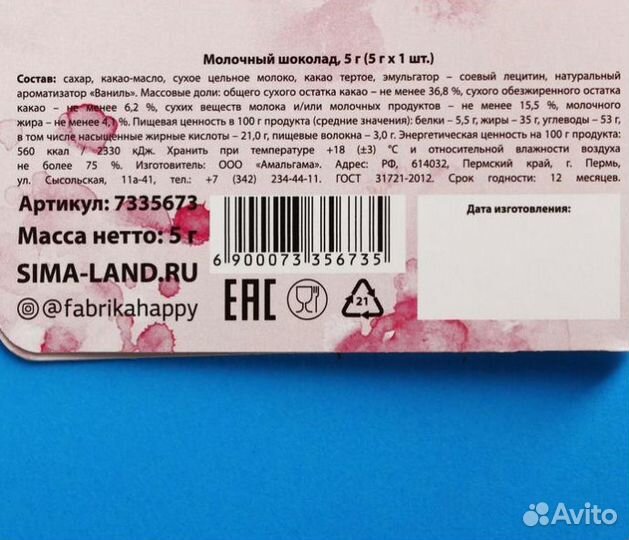 Молочный шоколад, 5 г (5 г х 1 шт.)
Состав: сахар, какао-масло, сухое цельное молоко, какао тертое, эмульгатор – соевый лецитин, натуральный
ароматизатор «Ваниль». Массовые доли: общего сухого остатка какао – не менее 36,8 %, сухого обезжиренного остатка
какао – не менее 6,2 %, сухих веществ молока и/или молочных продуктов – не менее 15,5 %, молочного
жира – не менее 4,1 %. Пищевая ценность в 100 г продукта (средние значения): белки – 5,5 г, жиры – 35 г, углеводы – 53 г,
в том числе насыщенные жирные кислоты – 21,0 г, пищевые волокна – 3,0 г. Энергетическая ценность на 100 г продукта:
560 ккал / 2330 кДж. Хранить при температуре +18 (±3) °С и относительной влажности воздуха
не более 75 %. Изготовитель: ООО «Амальгама». Адрес: РФ, 614032, Пермский край, г. Пермь,
ул. Сысольская, 11а-41, тел.: +7 (342) 234-44-11. ГОСТ 31721-2012. Срок годности: 12 месяцев.
Артикул: 7335673
Масса нетто: 5 г
SIMA-LAND.RU
@fabrikahappy
6900073356735
EAC
21
Дата изготовления:
Avito